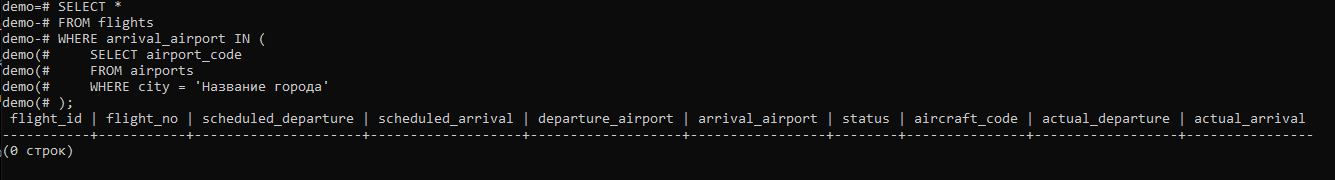 demo=# SELECT *
demo-# FROM flights
demo-# WHERE arrival_airport IN (
demo(#     SELECT airport_code
demo(#     FROM airports
demo(#     WHERE city = 'Название города'
demo(# );
 flight_id | flight_no | scheduled_departure | scheduled_arrival | departure_airport | arrival_airport | status | aircraft_code | actual_departure | actual_arrival
-----------+-----------+---------------------+-------------------+-------------------+-----------------+--------+---------------+------------------+----------------
(0 строк)